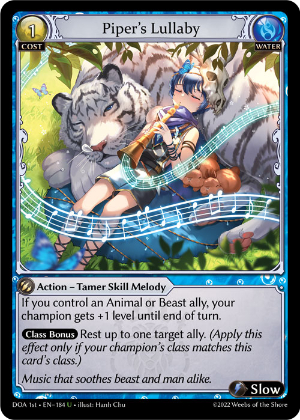 Piper's Lullaby
1
COST
WATER
Action – Tamer Skill Melody
If you control an Animal or Beast ally, your
champion gets +1 level until end of turn.
Class Bonus Rest up to one target ally. (Apply this
effect only if your champion's class matches
this card's class.)
Music that soothes beast and man alike.
Slow
DOA 1st • EN-184 U • illust: Hanh Chu
©2022 Weebs of the Shore